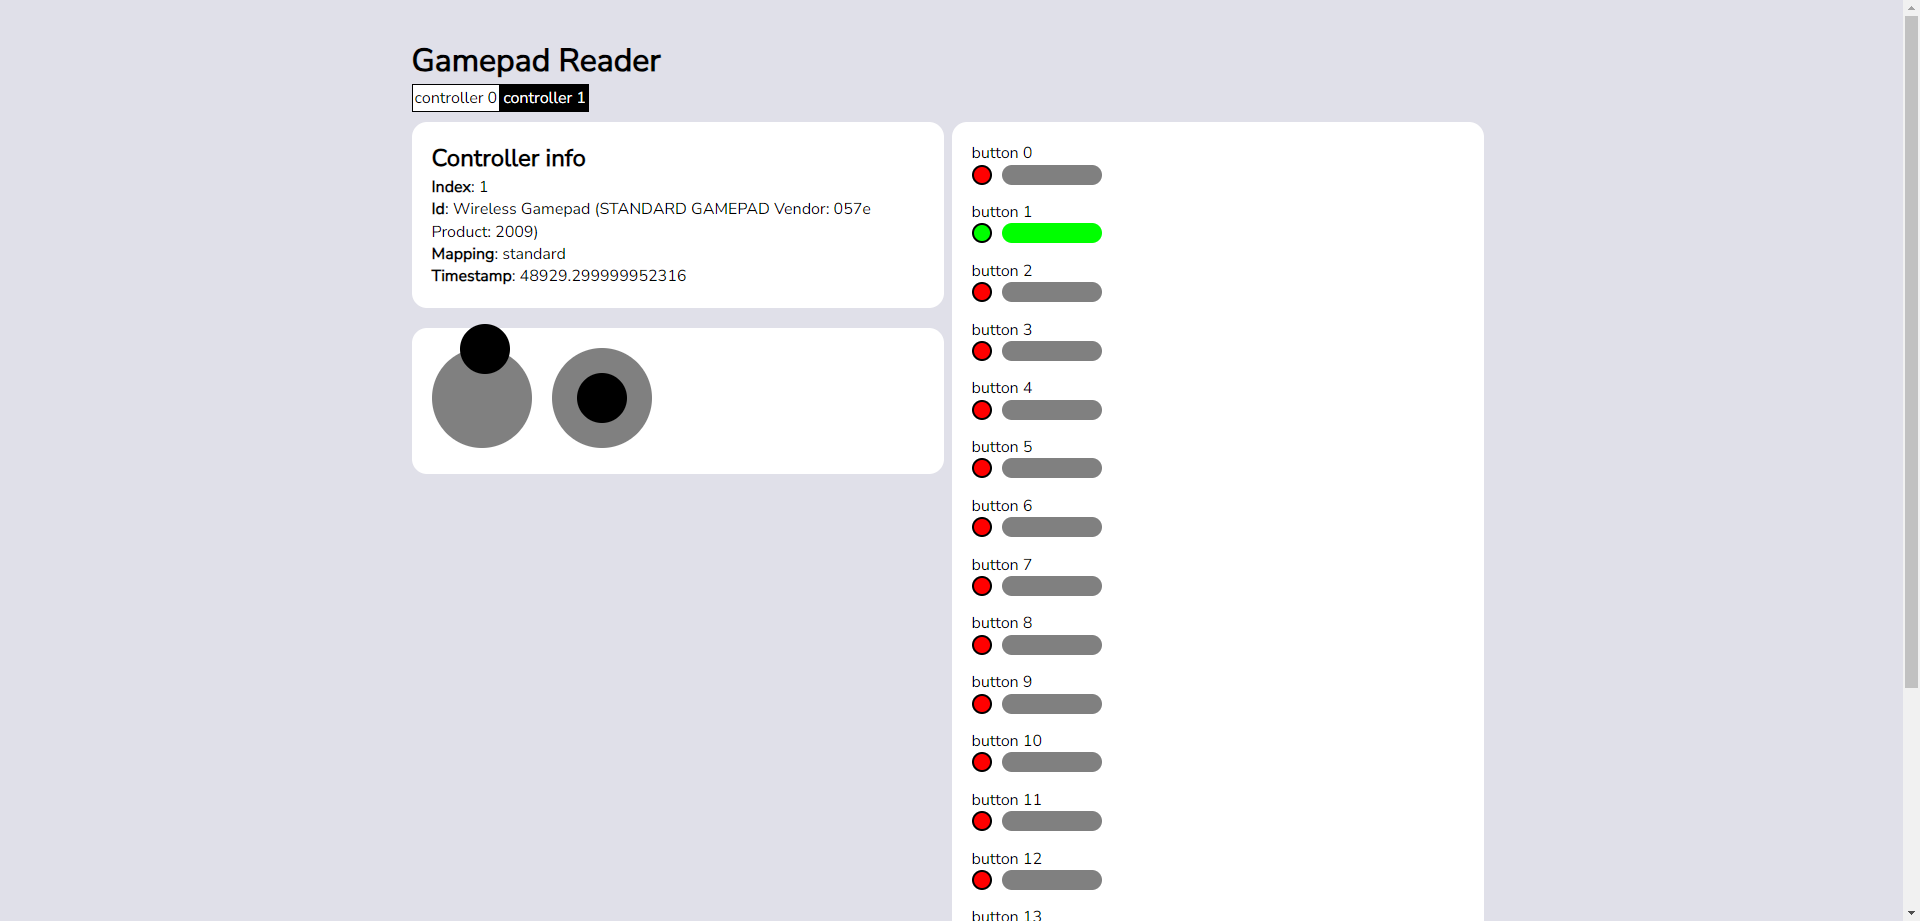 Gamepad Reader
controller 0 controller 1
Controller info
Index: 1
Id: Wireless Gamepad (STANDARD GAMEPAD Vendor: 057e
Product: 2009)
Mapping: standard
Timestamp: 48929.299999952316
button 0
button 1
button 2
button 3
button 4
button 5
button 6
button 7
button 8
button 9
button 10
button 11
button 12
button 13